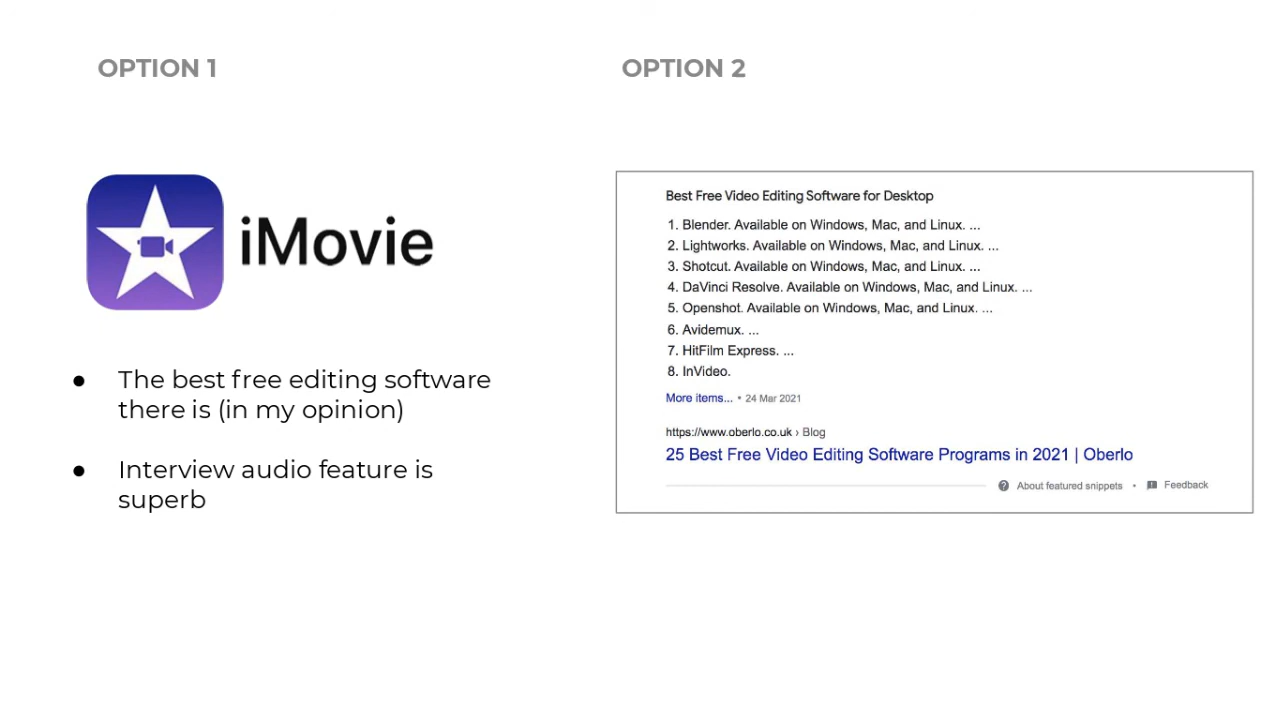 OPTION 1
OPTION 2
iMovie
● The best free editing software
there is (in my opinion)
● Interview audio feature is
superb
Best Free Video Editing Software for Desktop
1. Blender. Available on Windows, Mac, and Linux. ...
2. Lightworks. Available on Windows, Mac, and Linux. ...
3. Shotcut. Available on Windows, Mac, and Linux. ...
4. DaVinci Resolve. Available on Windows, Mac, and Linux. ...
5. Openshot. Available on Windows, Mac, and Linux. ...
6. Avidemux. ...
7. HitFilm Express. ...
8. InVideo.
More items... • 24 Mar 2021
https://www.oberlo.co.uk › Blog
25 Best Free Video Editing Software Programs in 2021 | Oberlo
About featured snippets • Feedback